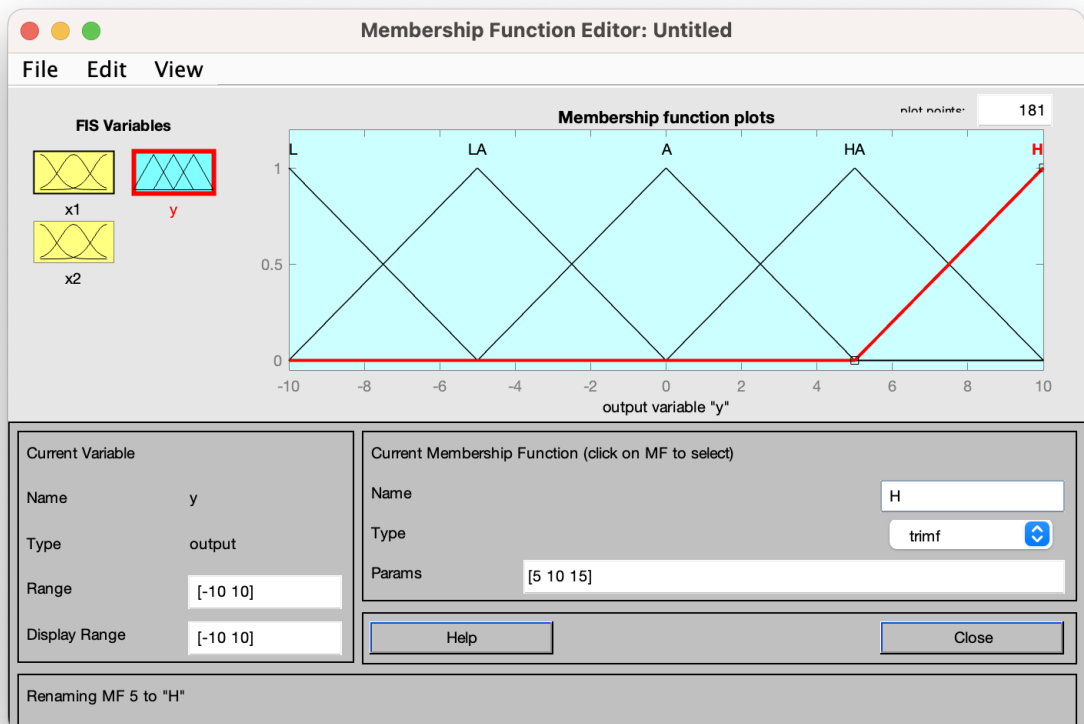 Membership Function Editor: Untitled
File Edit View
FIS Variables
Membership function plots
plot points: 181
x1
y
x2
L LA A HA H
1
0.5
0
-10 -8 -6 -4 -2 0 2 4 6 8 10
output variable "y"
Current Variable
Name y
Type output
Range [-10 10]
Display Range [-10 10]
Current Membership Function (click on MF to select)
Name H
Type trimf
Params [5 10 15]
Help Close
Renaming MF 5 to "H"